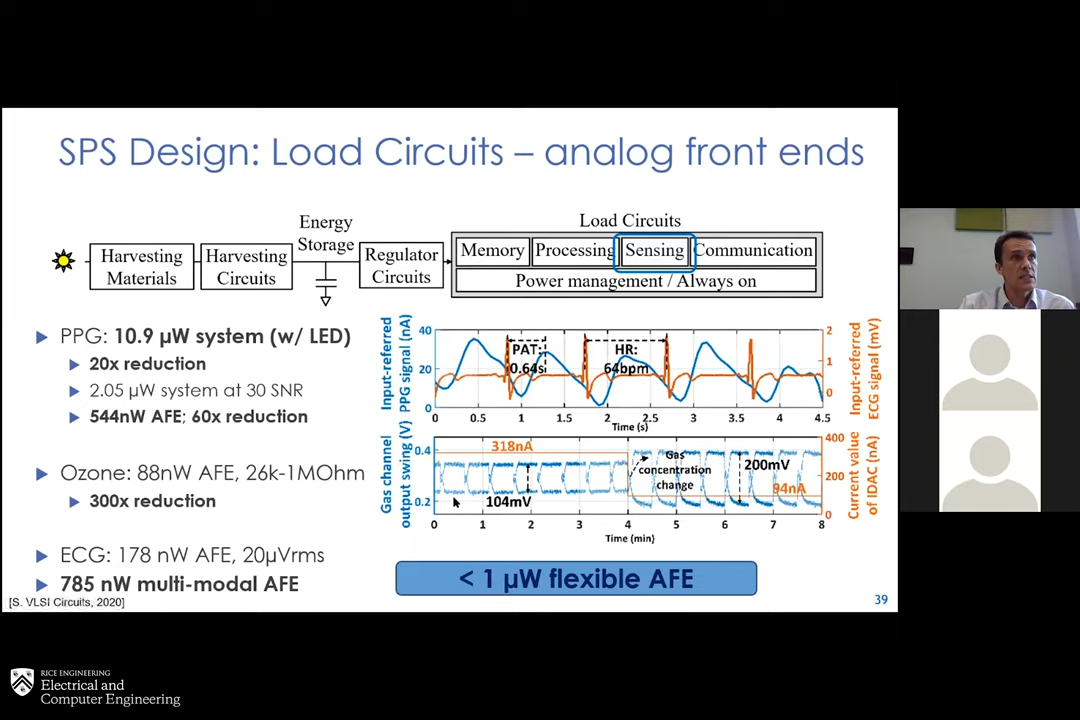 SPS Design: Load Circuits – analog front ends
Energy
Storage
Load Circuits
Harvesting
Materials
Harvesting
Circuits
Regulator
Circuits
Memory
Processing
Sensing
Communication
Power management / Always on
PPG: 10.9 µW system (w/ LED)
20x reduction
2.05 µW system at 30 SNR
544nW AFE; 60x reduction
Ozone: 88nW AFE, 26k-1MOhm
300x reduction
ECG: 178 nW AFE, 20µVrms
785 nW multi-modal AFE
[S. VLSI Circuits, 2020]
Input-referred
PPG signal (nA)
40
20
0
PAT:
0.64s
HR:
64bpm
2
1
0
Input-referred
ECG signal (mV)
0 0.5 1 1.5 2 2.5 3 3.5 4 4.5
Time (s)
Gas channel
output swing (V)
0.4
0.2
318nA
104mV
Gas
concentration
change
200mV
94nA
400
200
0
Current value
of IDAC (nA)
0 1 2 3 4 5 6 7 8
Time (min)
< 1 µW flexible AFE
39
RICE ENGINEERING
Electrical and
Computer Engineering